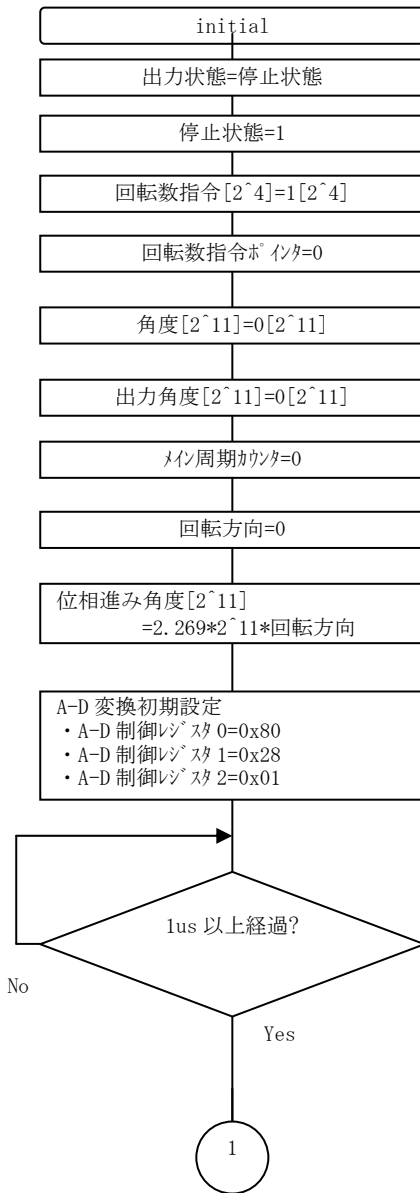 initial
出力状態=停止状態
停止状態=1
回転数指令[2^4]=1[2^4]
回転数指令ﾎﾟｲﾝﾀ=0
角度[2^11]=0[2^11]
出力角度[2^11]=0[2^11]
ﾒｲﾝ周期ｶｳﾝﾀ=0
回転方向=0
位相進み角度[2^11]
=2.269*2^11*回転方向
A-D 変換初期設定
・A-D 制御ﾚｼﾞｽﾀ 0=0x80
・A-D 制御ﾚｼﾞｽﾀ 1=0x28
・A-D 制御ﾚｼﾞｽﾀ 2=0x01
1us 以上経過?
No
Yes
1